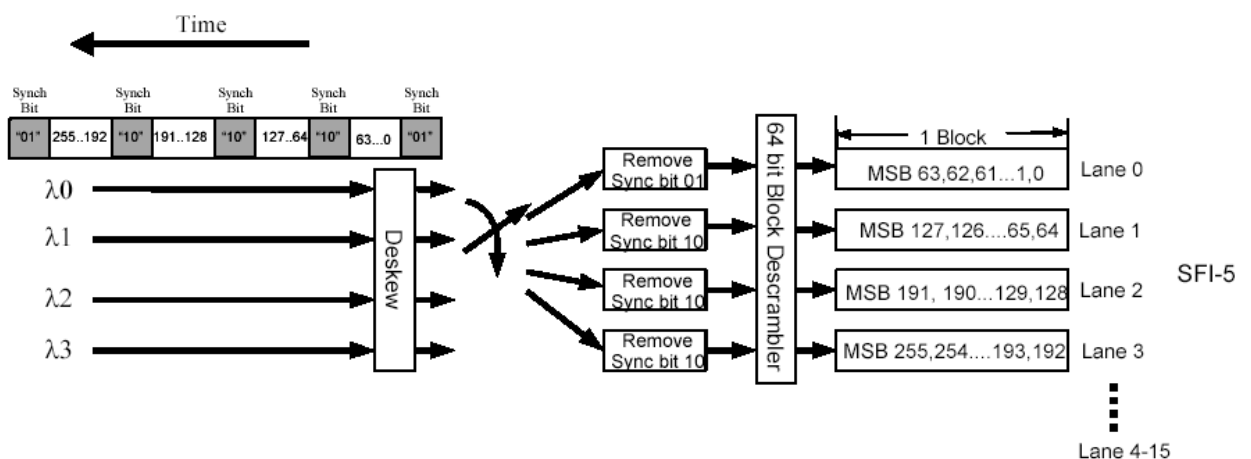 Time
Synch Bit Synch Bit Synch Bit Synch Bit Synch Bit
"01" 255..192 "10" 191..128 "10" 127..64 "10" 63...0 "01"
λ0
λ1
λ2
λ3
Deskew
Remove Sync bit 01
Remove Sync bit 10
Remove Sync bit 10
Remove Sync bit 10
64 bit Block Descrambler
1 Block
MSB 63,62,61...1,0 Lane 0
MSB 127,126....65,64 Lane 1
MSB 191, 190...129,128 Lane 2
MSB 255,254....193,192 Lane 3
SFI-5
Lane 4-15